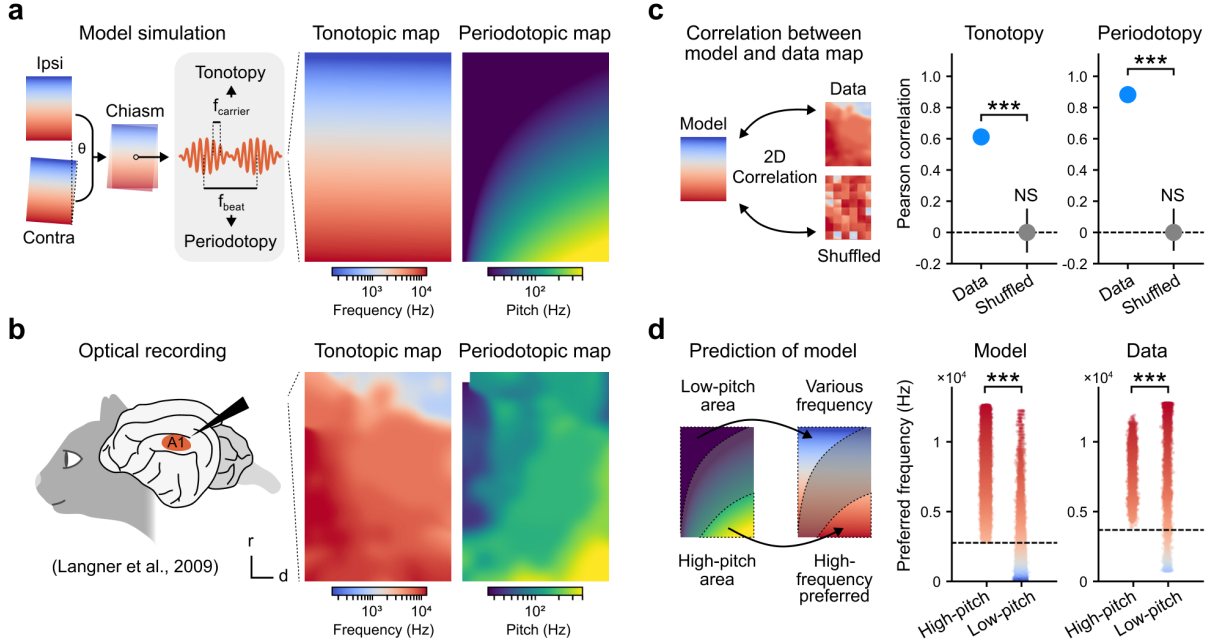 a
Model simulation
Ipsi
Contra
θ
Chiasm
Tonotopy
fcarrier
fbeat
Periodotopy
Tonotopic map
Periodotopic map
10³ 10⁴
Frequency (Hz)
10²
Pitch (Hz)
b
Optical recording
A1
(Langner et al., 2009)
r
d
Tonotopic map
Periodotopic map
10³ 10⁴
Frequency (Hz)
10²
Pitch (Hz)
c
Correlation between
model and data map
Model
Data
2D
Correlation
Shuffled
Tonotopy
Pearson correlation
1.0
0.8
0.6
0.4
0.2
0
-0.2
***
NS
Data
Shuffled
Periodotopy
1.0
0.8
0.6
0.4
0.2
0
-0.2
***
NS
Data
Shuffled
d
Prediction of model
Low-pitch
area
Various
frequency
High-pitch
area
High-
frequency
preferred
Model
×10⁴
Preferred frequency (Hz)
1
0.5
0
***
High-pitch
Low-pitch
Data
×10⁴
1
0.5
0
***
High-pitch
Low-pitch